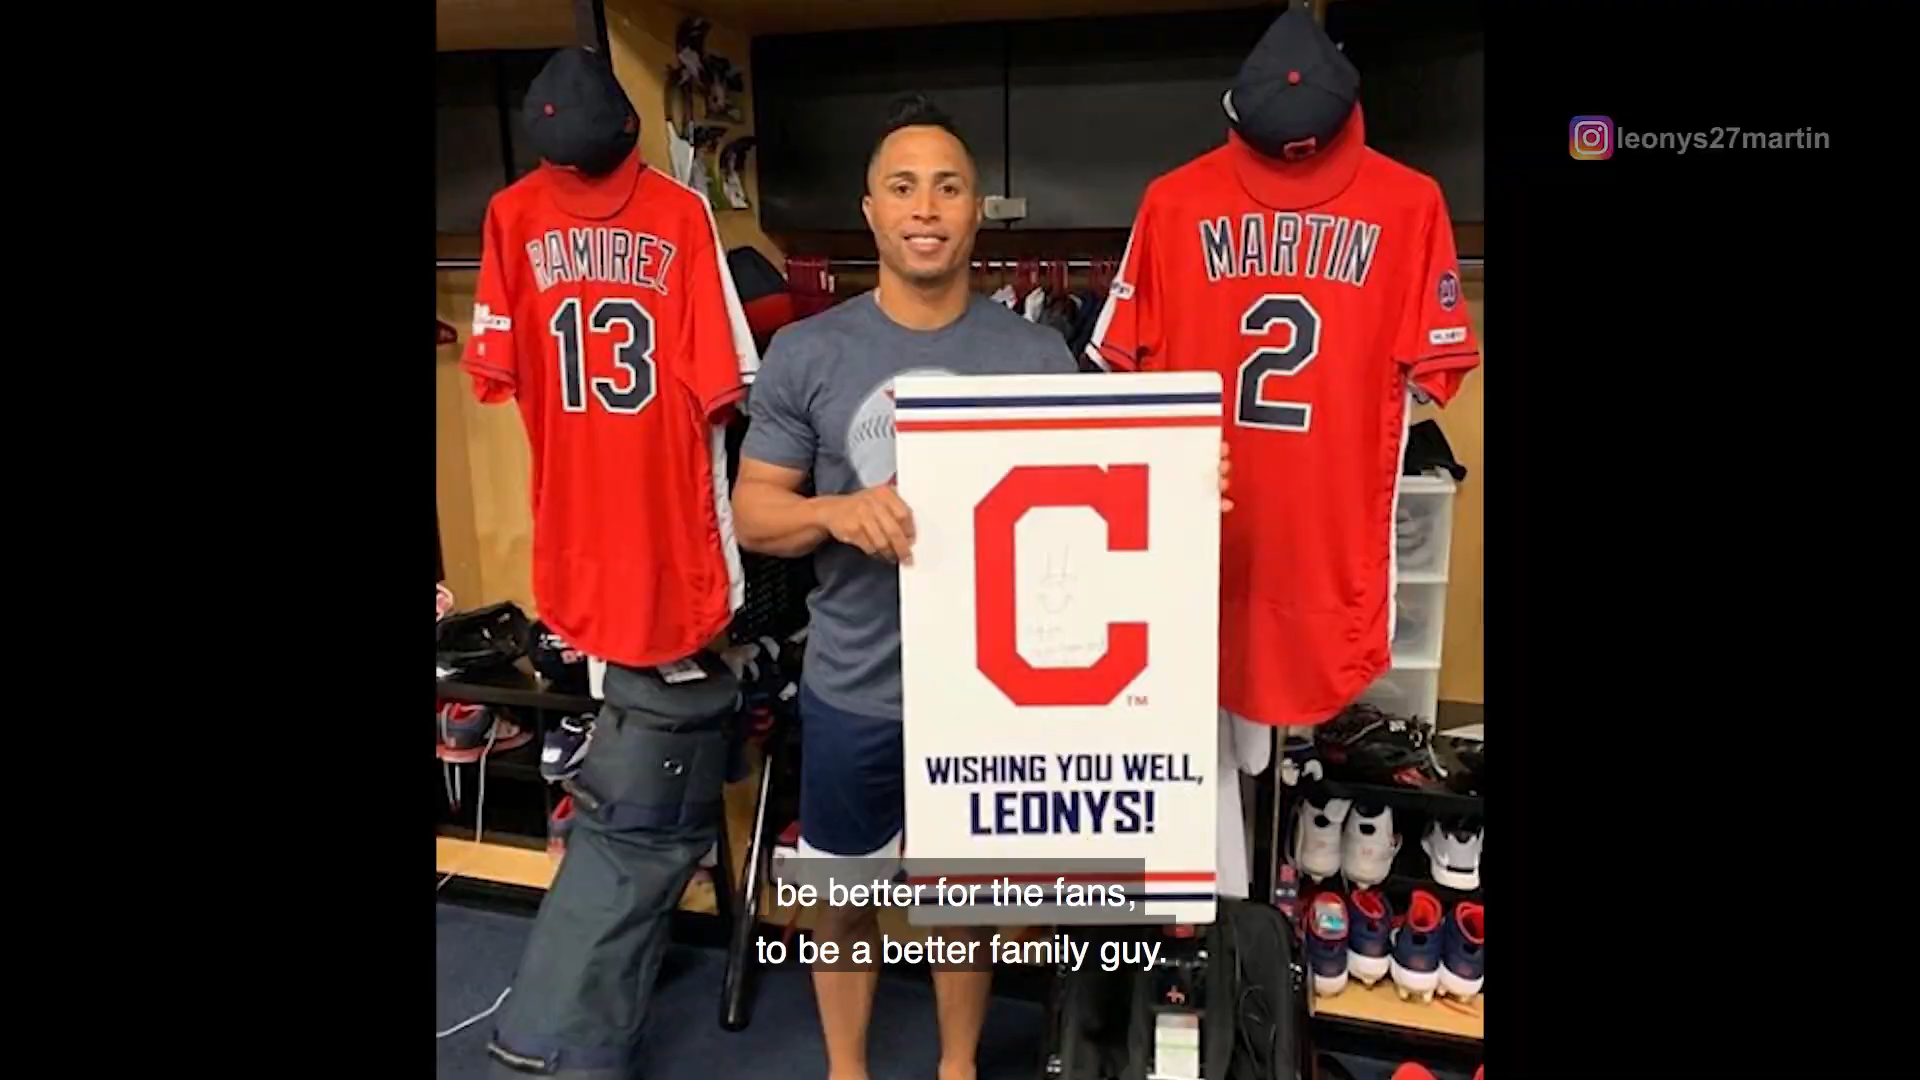 leonys27martin
RAMIREZ
13
MARTIN
2
C
TM
WISHING YOU WELL,
LEONYS!
be better for the fans,
to be a better family guy.